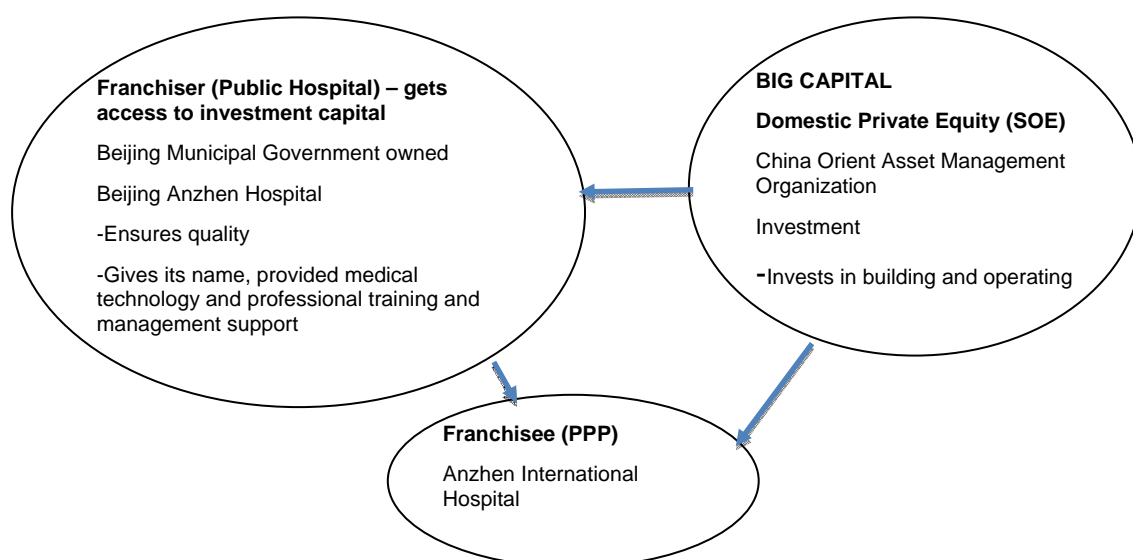 Franchiser (Public Hospital) – gets
access to investment capital
Beijing Municipal Government owned
Beijing Anzhen Hospital
-Ensures quality
-Gives its name, provided medical
technology and professional training and
management support
BIG CAPITAL
Domestic Private Equity (SOE)
China Orient Asset Management
Organization
Investment
-Invests in building and operating
Franchisee (PPP)
Anzhen International
Hospital